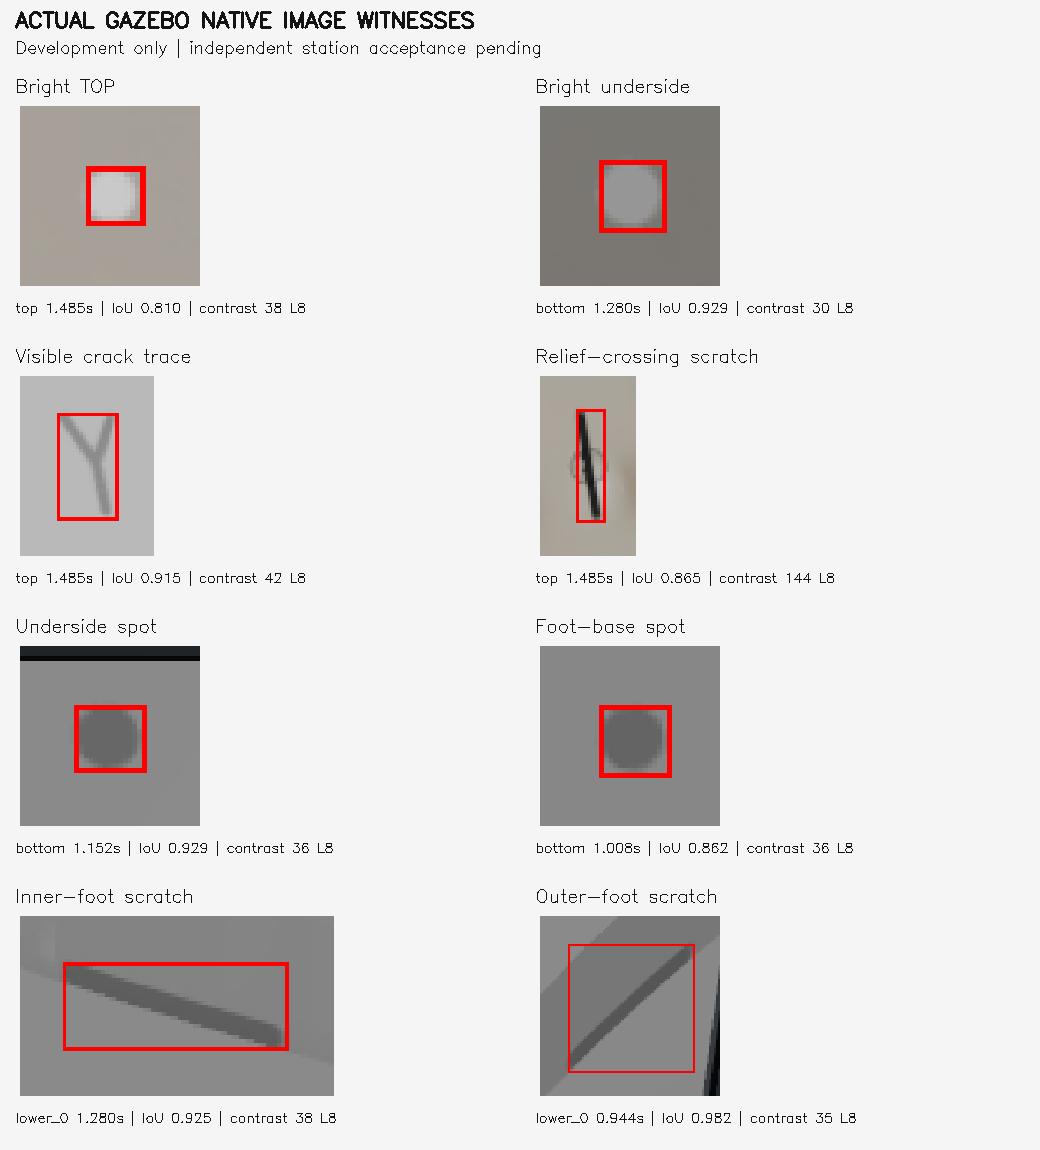 ACTUAL GAZEBO NATIVE IMAGE WITNESSES
Development only | independent station acceptance pending
Bright TOP
Bright underside
top 1.485s | IoU 0.810 | contrast 38 L8
bottom 1.280s | IoU 0.929 | contrast 30 L8
Visible crack trace
Relief-crossing scratch
top 1.485s | IoU 0.915 | contrast 42 L8
top 1.485s | IoU 0.865 | contrast 144 L8
Underside spot
Foot-base spot
bottom 1.152s | IoU 0.929 | contrast 36 L8
bottom 1.008s | IoU 0.862 | contrast 36 L8
Inner-foot scratch
Outer-foot scratch
lower_0 1.280s | IoU 0.925 | contrast 38 L8
lower_0 0.944s | IoU 0.982 | contrast 35 L8